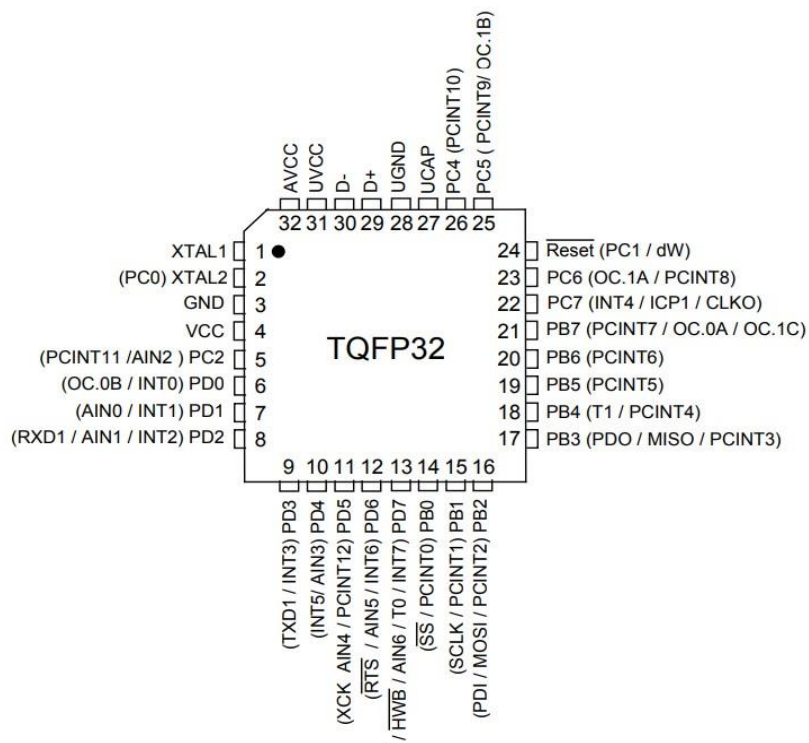 AVCC
UVCC
D-
D+
UGND
UCAP
PC4 (PCINT10)
PC5 ( PCINT9/ OC.1B)
32 31 30 29 28 27 26 25
XTAL1 1
(PC0) XTAL2 2
GND 3
VCC 4
(PCINT11 /AIN2 ) PC2 5
(OC.0B / INT0) PD0 6
(AIN0 / INT1) PD1 7
(RXD1 / AIN1 / INT2) PD2 8
TQFP32
24 Reset (PC1 / dW)
23 PC6 (OC.1A / PCINT8)
22 PC7 (INT4 / ICP1 / CLKO)
21 PB7 (PCINT7 / OC.0A / OC.1C)
20 PB6 (PCINT6)
19 PB5 (PCINT5)
18 PB4 (T1 / PCINT4)
17 PB3 (PDO / MISO / PCINT3)
9 10 11 12 13 14 15 16
(TXD1 / INT3) PD3
(INT5/ AIN3) PD4
(XCK AIN4 / PCINT12) PD5
(RTS / AIN5 / INT6) PD6
/ HWB / AIN6 / T0 / INT7) PD7
(SS / PCINT0) PB0
(SCLK / PCINT1) PB1
(PDI / MOSI / PCINT2) PB2